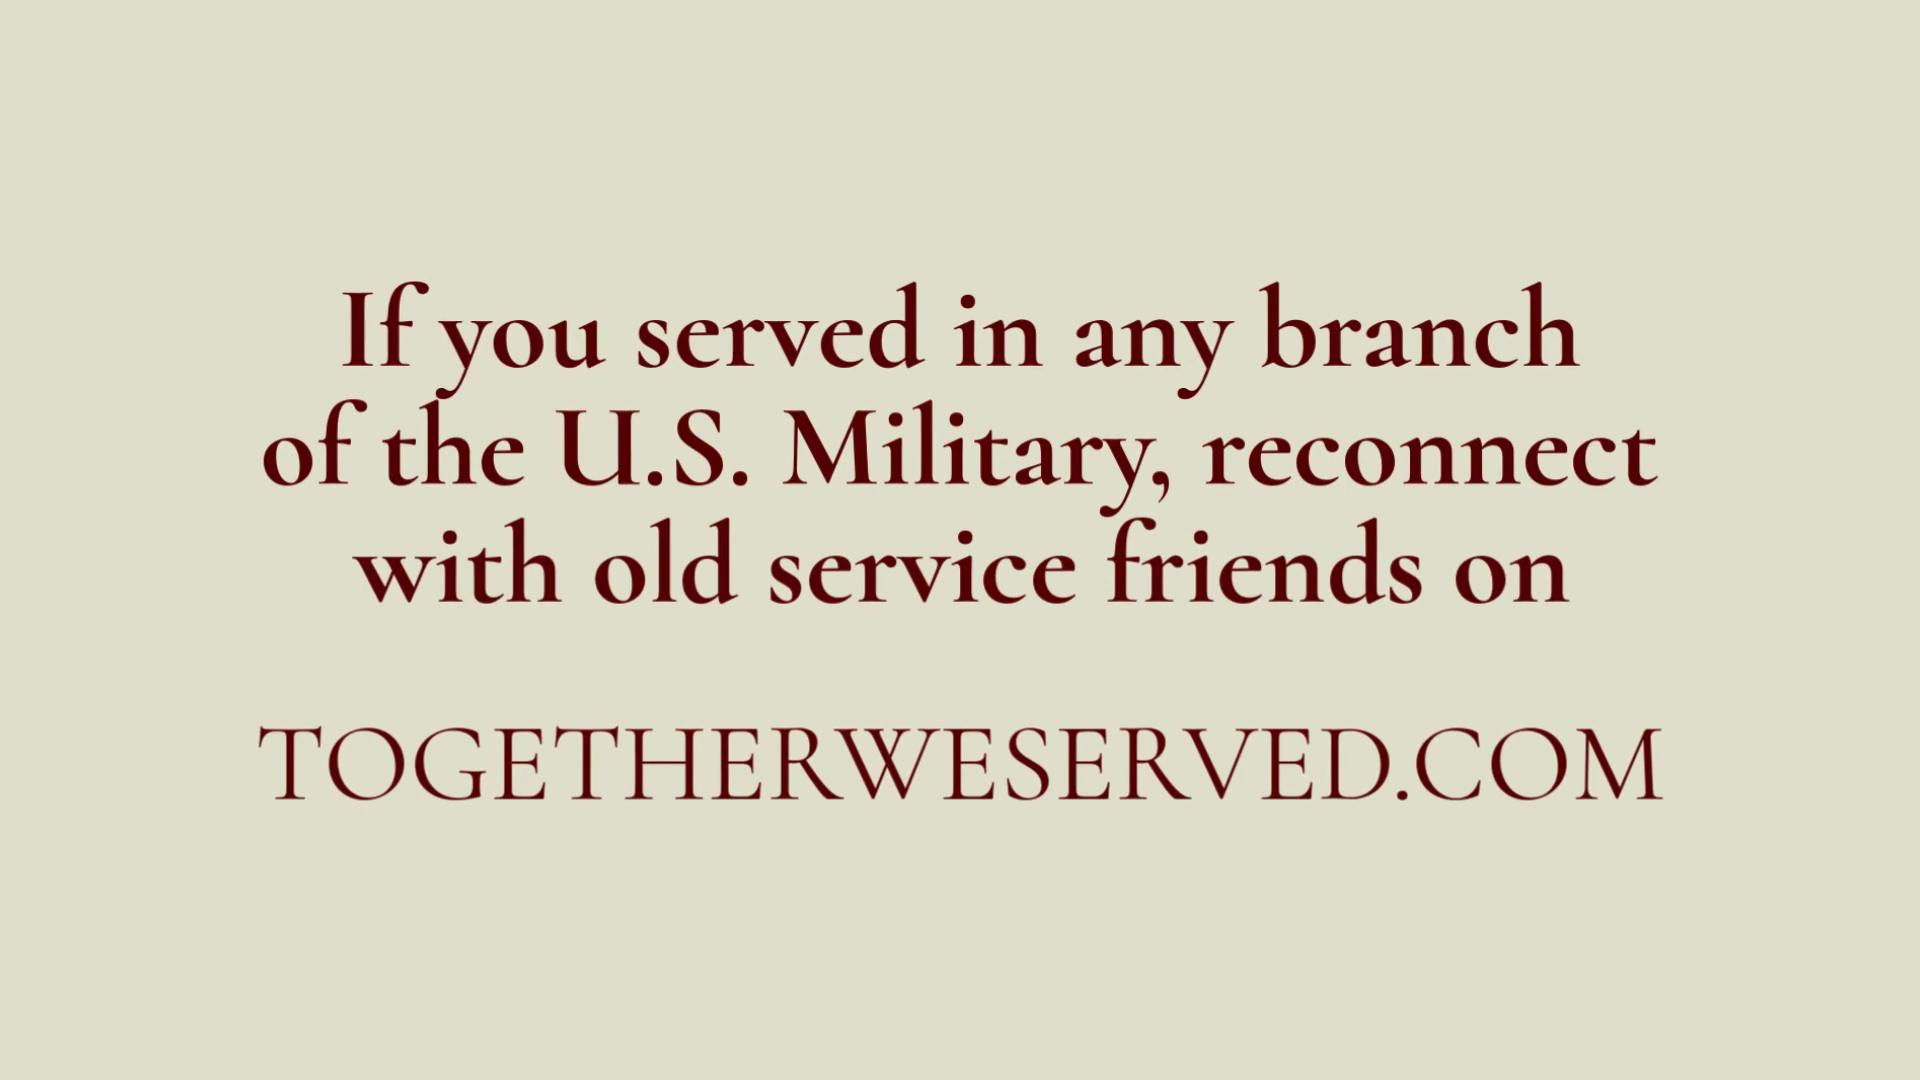 If you served in any branch
of the U.S. Military, reconnect
with old service friends on
TOGETHERWESERVED.COM